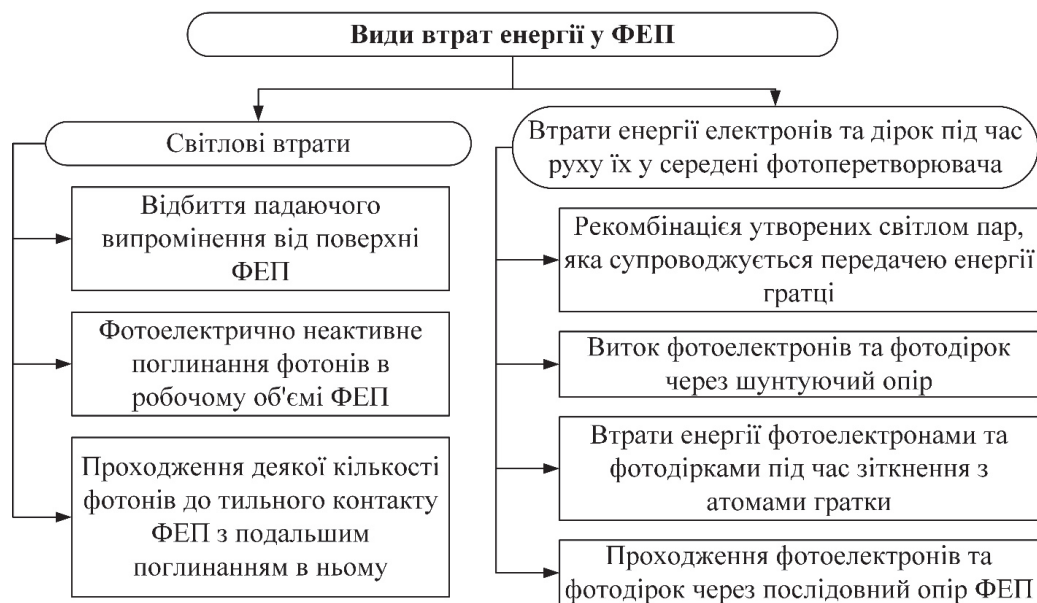 Види втрат енергії у ФЕП
Світлові втрати
Відбиття падаючого
випромінення від поверхні
ФЕП
Фотоелектрично неактивне
поглинання фотонів в
робочому об'ємі ФЕП
Проходження деякої кількості
фотонів до тильного контакту
ФЕП з подальшим
поглинанням в ньому
Втрати енергії електронів та дірок під час
руху їх у середені фотоперетворювача
Рекомбінацієя утворених світлом пар,
яка супроводжується передачею енергії
гратці
Виток фотоелектронів та фотодірок
через шунтуючий опір
Втрати енергії фотоелектронами та
фотодірками під час зіткнення з
атомами гратки
Проходження фотоелектронів та
фотодірок через послідовний опір ФЕП